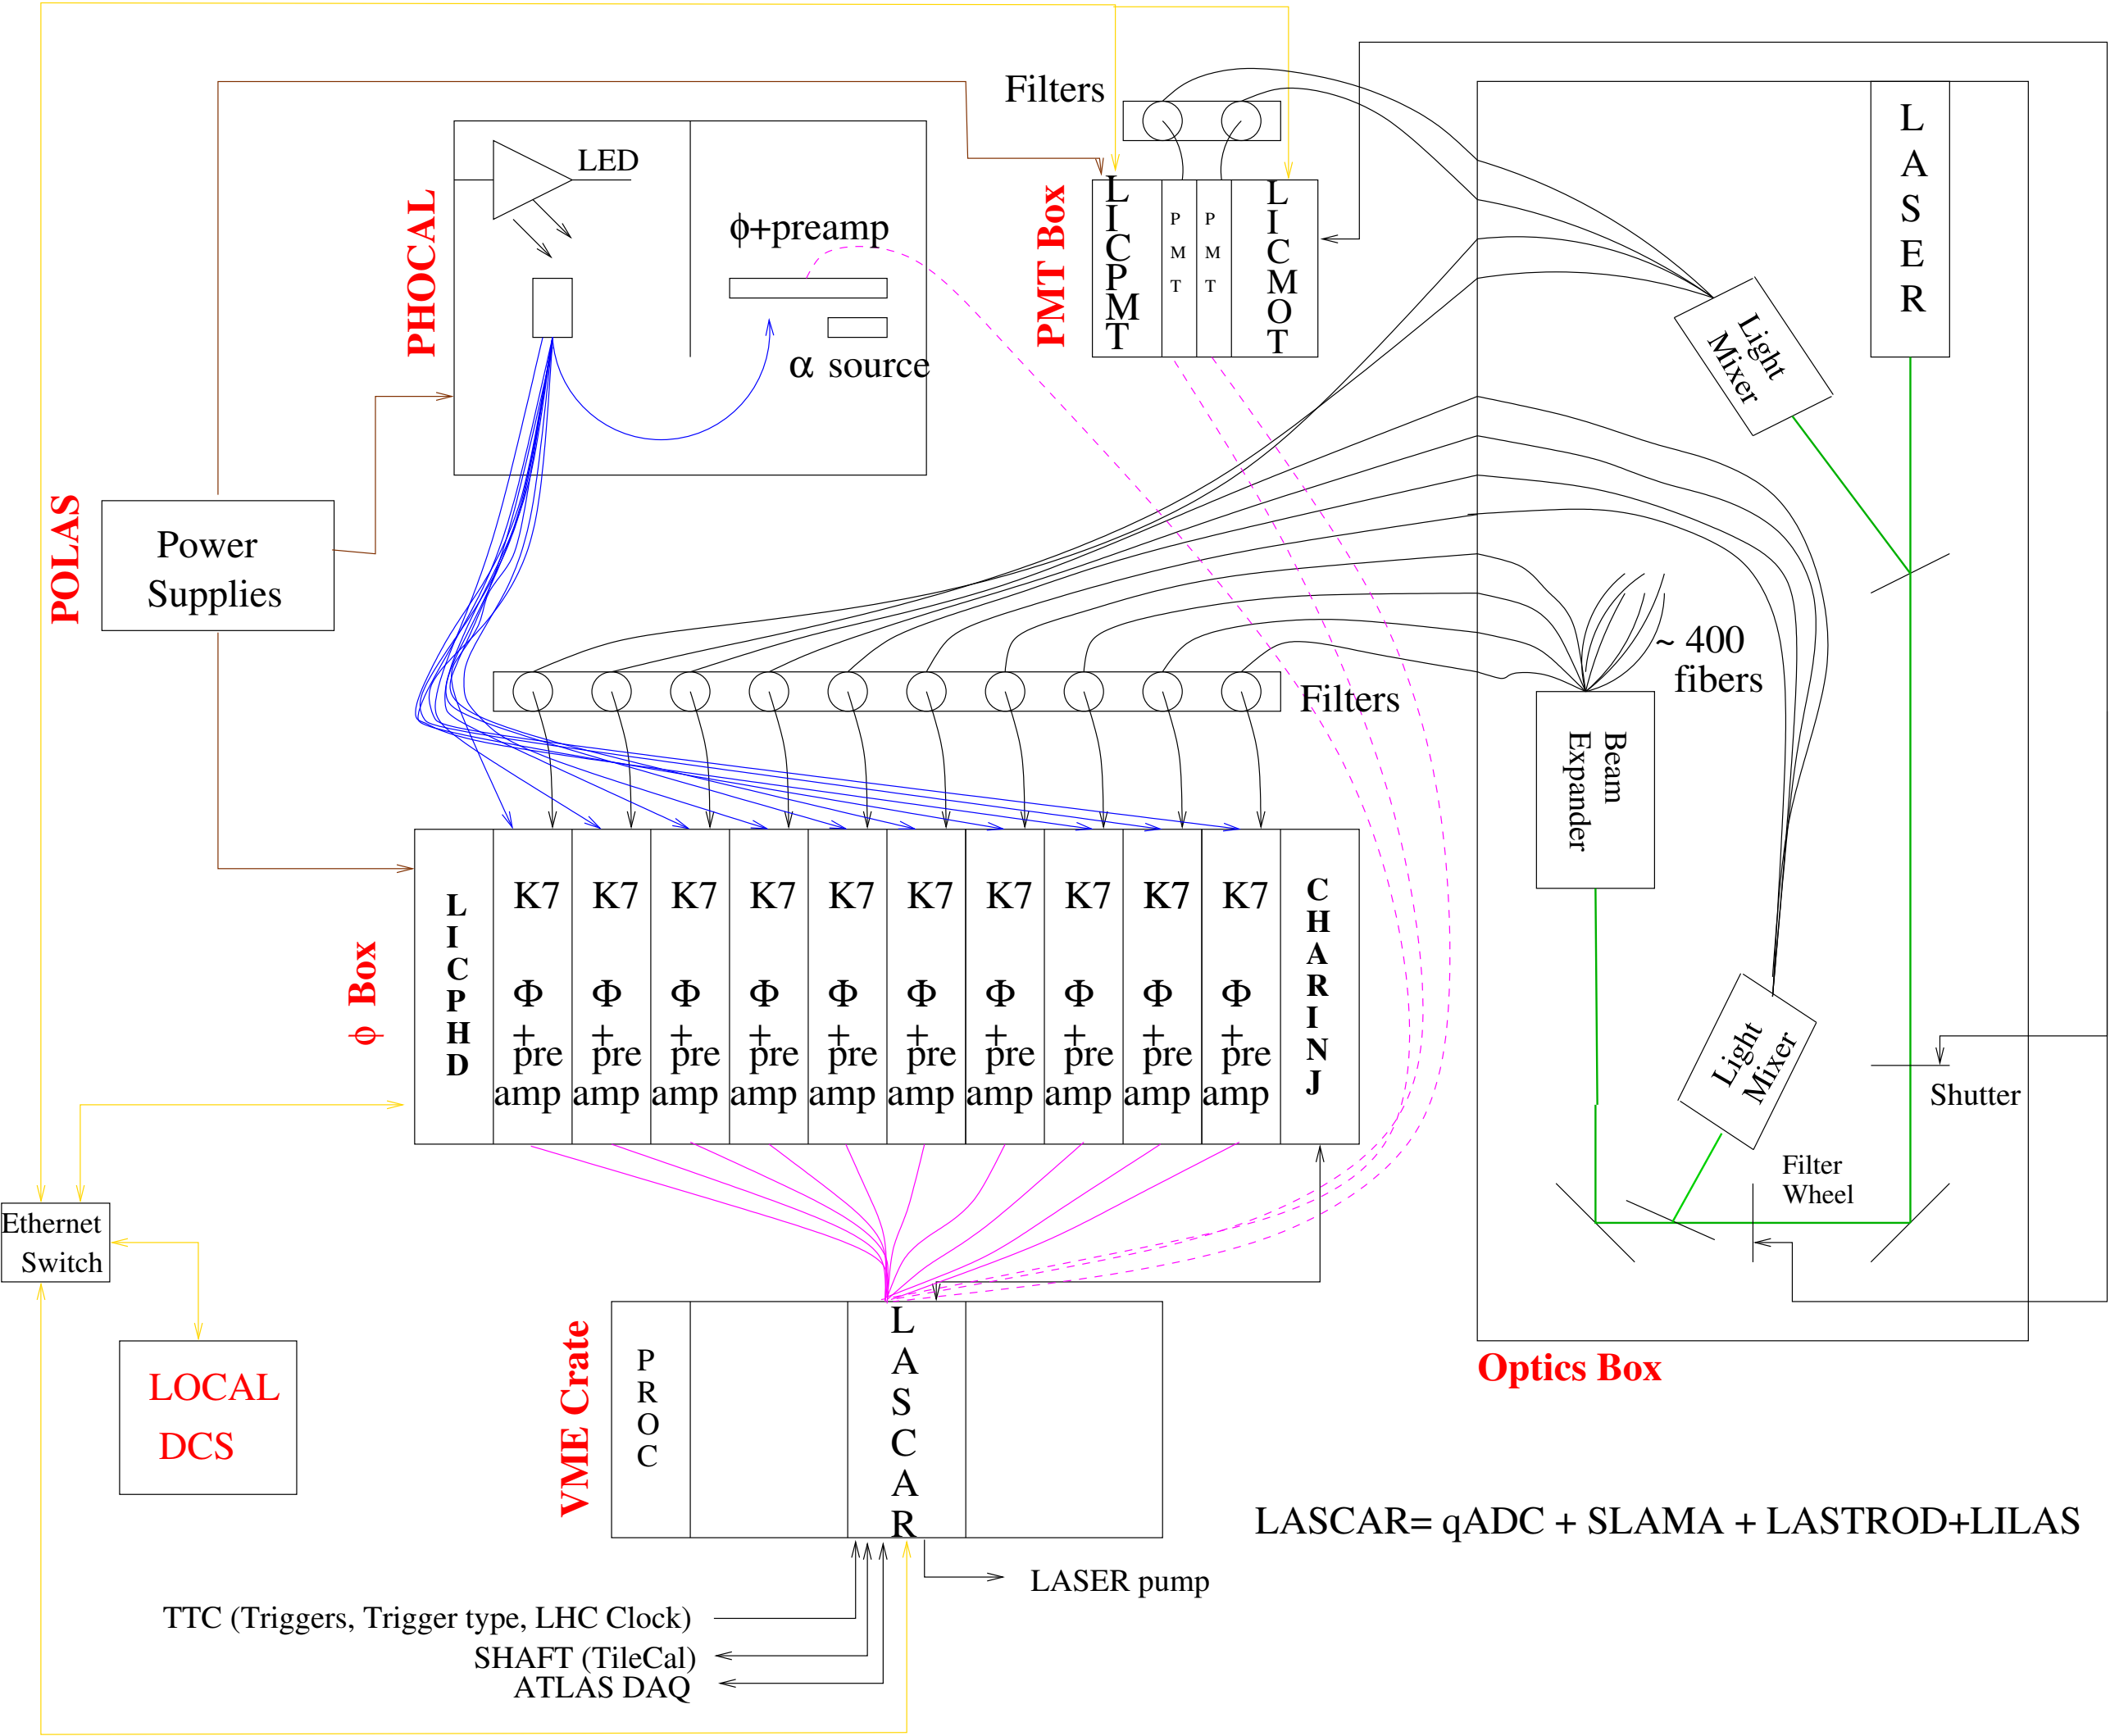 Filters
LASER
LED
PHOCAL
ϕ+preamp
α source
PMT Box
LICPMT
PMT
PMT
LICMOT
Light
Mixer
POLAS
Power
Supplies
~ 400
fibers
Filters
Beam
Expander
ϕ Box
LICPHD
K7
Φ
+
pre
amp
K7
Φ
+
pre
amp
K7
Φ
+
pre
amp
K7
Φ
+
pre
amp
K7
Φ
+
pre
amp
K7
Φ
+
pre
amp
K7
Φ
+
pre
amp
K7
Φ
+
pre
amp
K7
Φ
+
pre
amp
K7
Φ
+
pre
amp
CHARINJ
Light
Mixer
Shutter
Filter
Wheel
Ethernet
Switch
LOCAL
DCS
VME Crate
PROC
LASCAR
Optics Box
LASCAR= qADC + SLAMA + LASTROD+LILAS
LASER pump
TTC (Triggers, Trigger type, LHC Clock)
SHAFT (TileCal)
ATLAS DAQ